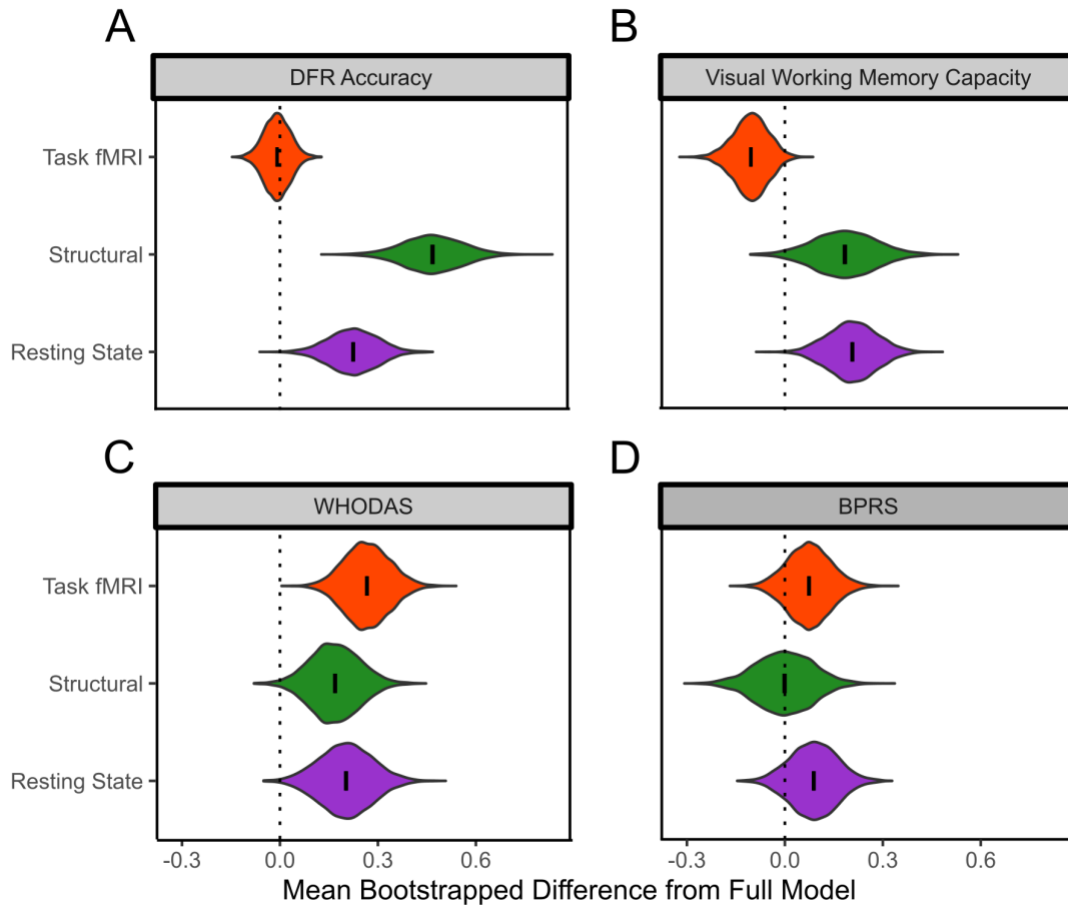 A
B
DFR Accuracy
Visual Working Memory Capacity
Task fMRI
Structural
Resting State
C
D
WHODAS
BPRS
Task fMRI
Structural
Resting State
-0.3 0.0 0.3 0.6 -0.3 0.0 0.3 0.6
Mean Bootstrapped Difference from Full Model